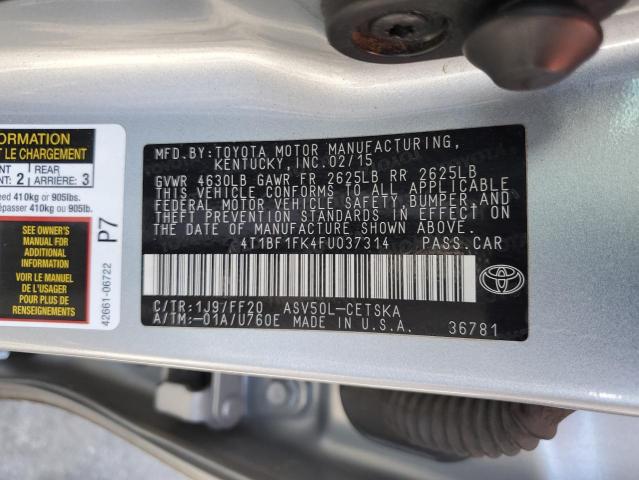 MFD.BY:TOYOTA MOTOR MANUFACTURING,
KENTUCKY, INC. 02/15
GVWR 4630LB GAWR FR 2625LB RR 2625LB
THIS VEHICLE CONFORMS TO ALL APPLICABLE
FEDERAL MOTOR VEHICLE SAFETY, BUMPER, AND
THEFT PREVENTION STANDARDS IN EFFECT ON
THE DATE OF MANUFACTURE SHOWN ABOVE.
4T1BF1FK4FU037314 PASS.CAR
C/TR:1J9/FF20 ASV50L-CETSKA
A/TM:-01A/U760E MADE IN U.S.A. 36781
ORMATION
LE CHARGEMENT
REAR
2 ARRIÈRE: 3
ed 410kg or 905lbs.
épasser 410kg ou 905lb.
SEE OWNER'S
MANUAL FOR
ADDITIONAL
INFORMATION
VOIR LE MANUEL
DE L'USAGER
POUR PLUS DE
RENSEIGNEMENTS
P7
42661-06722